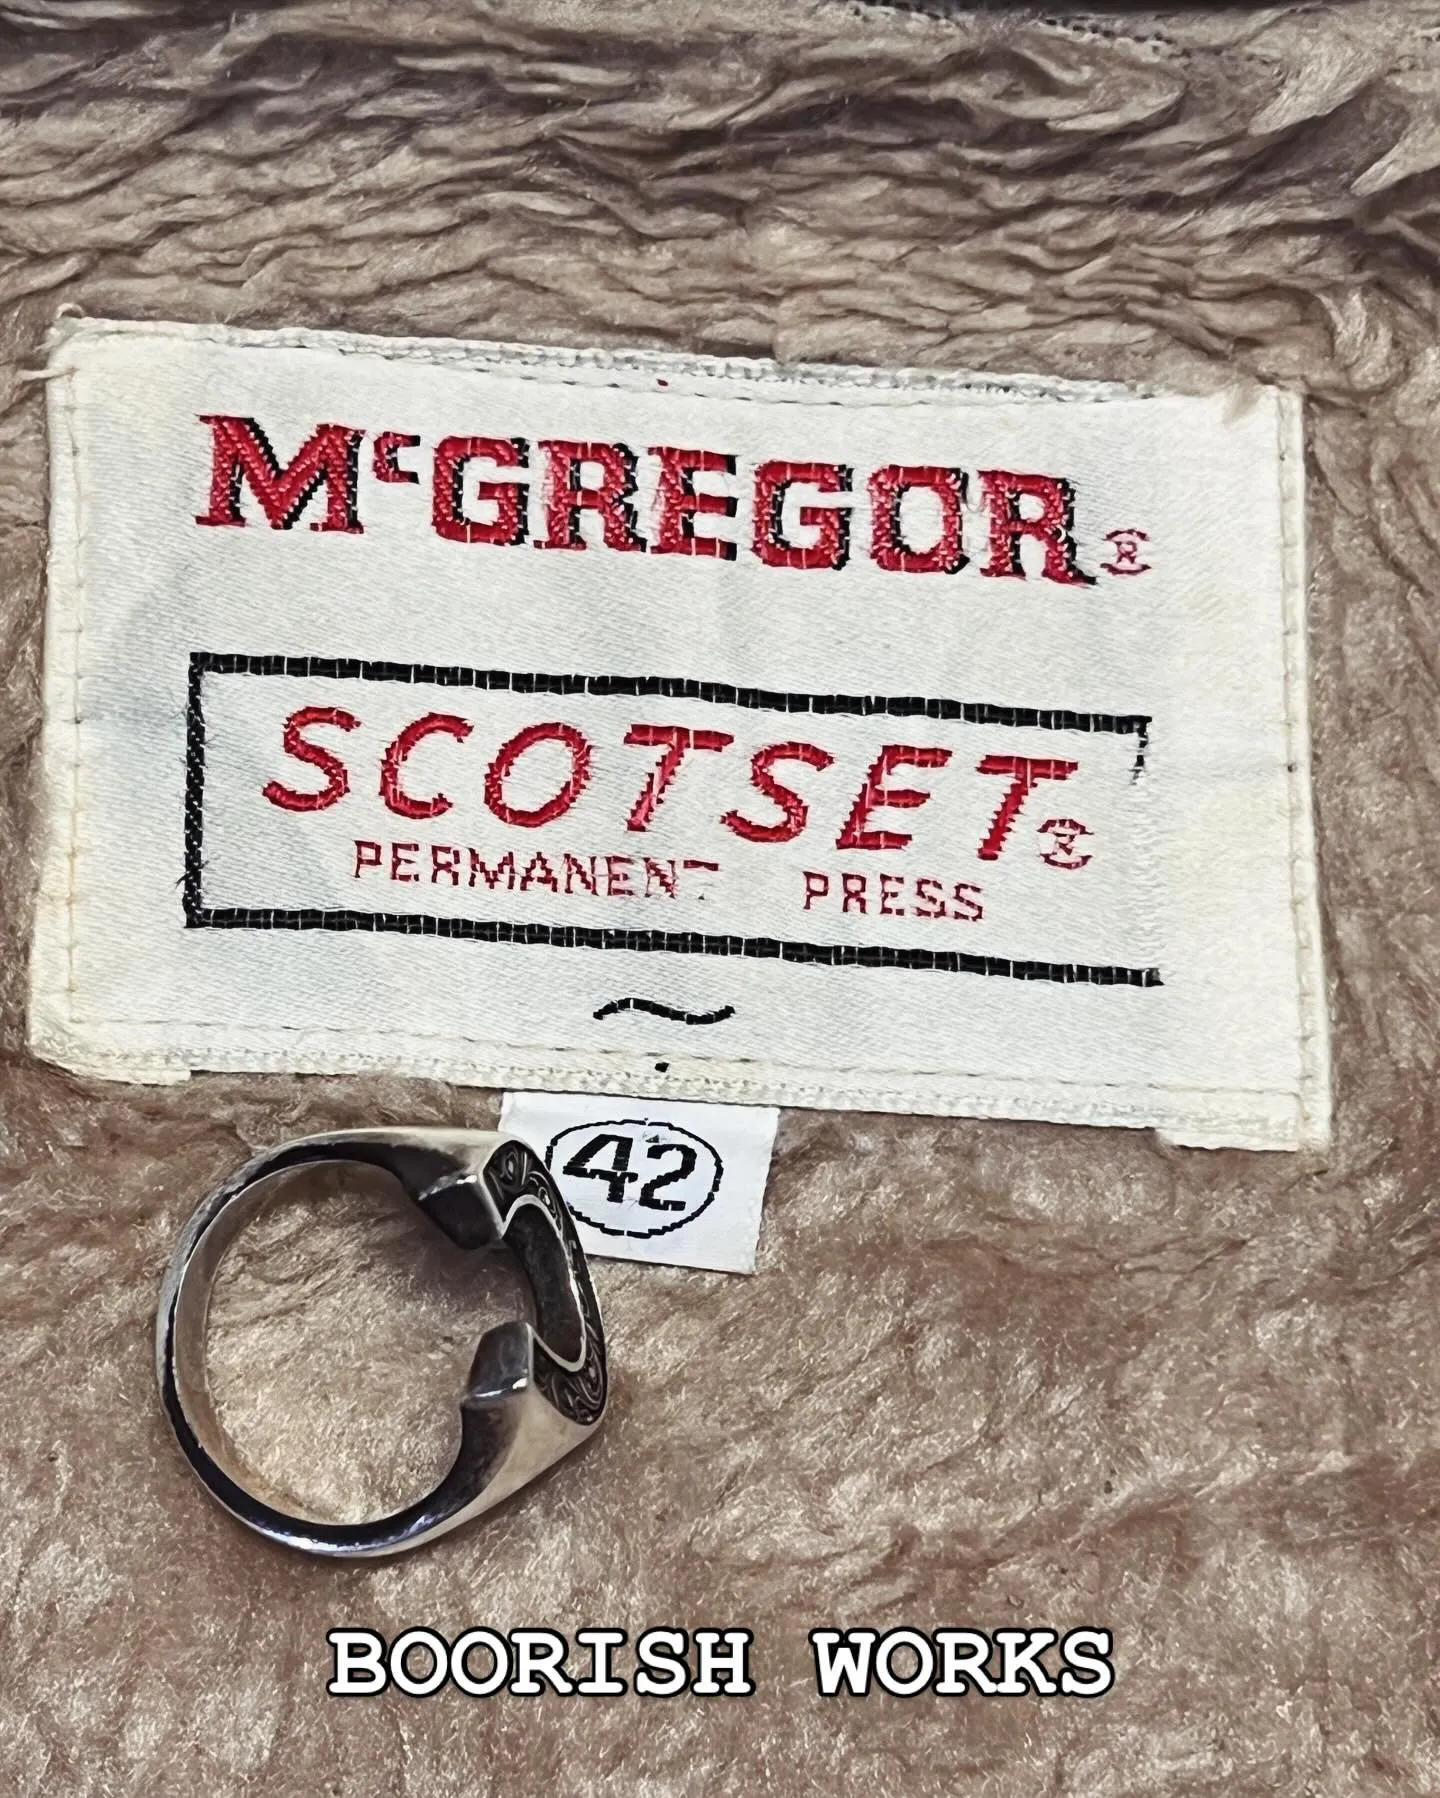 McGREGOR®
SCOTSET®
PERMANENT PRESS
42
BOORISH WORKS